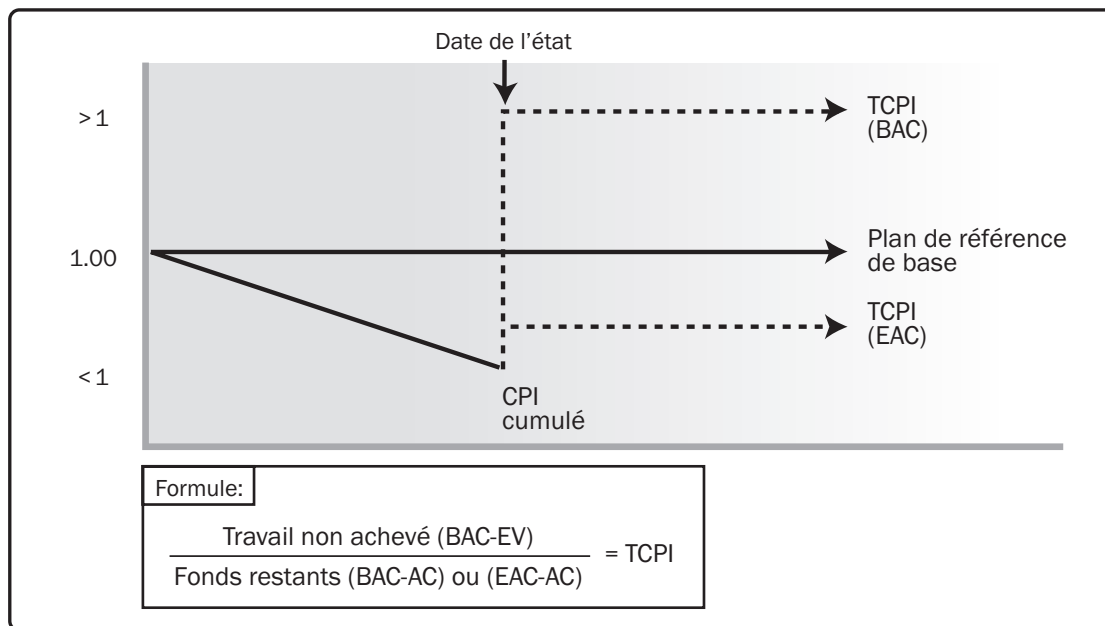 Date de l’état
> 1
TCPI
(BAC)
1.00
Plan de référence
de base
TCPI
(EAC)
< 1
CPI
cumulé
Formule:
Travail non achevé (BAC-EV)
= TCPI
Fonds restants (BAC-AC) ou (EAC-AC)